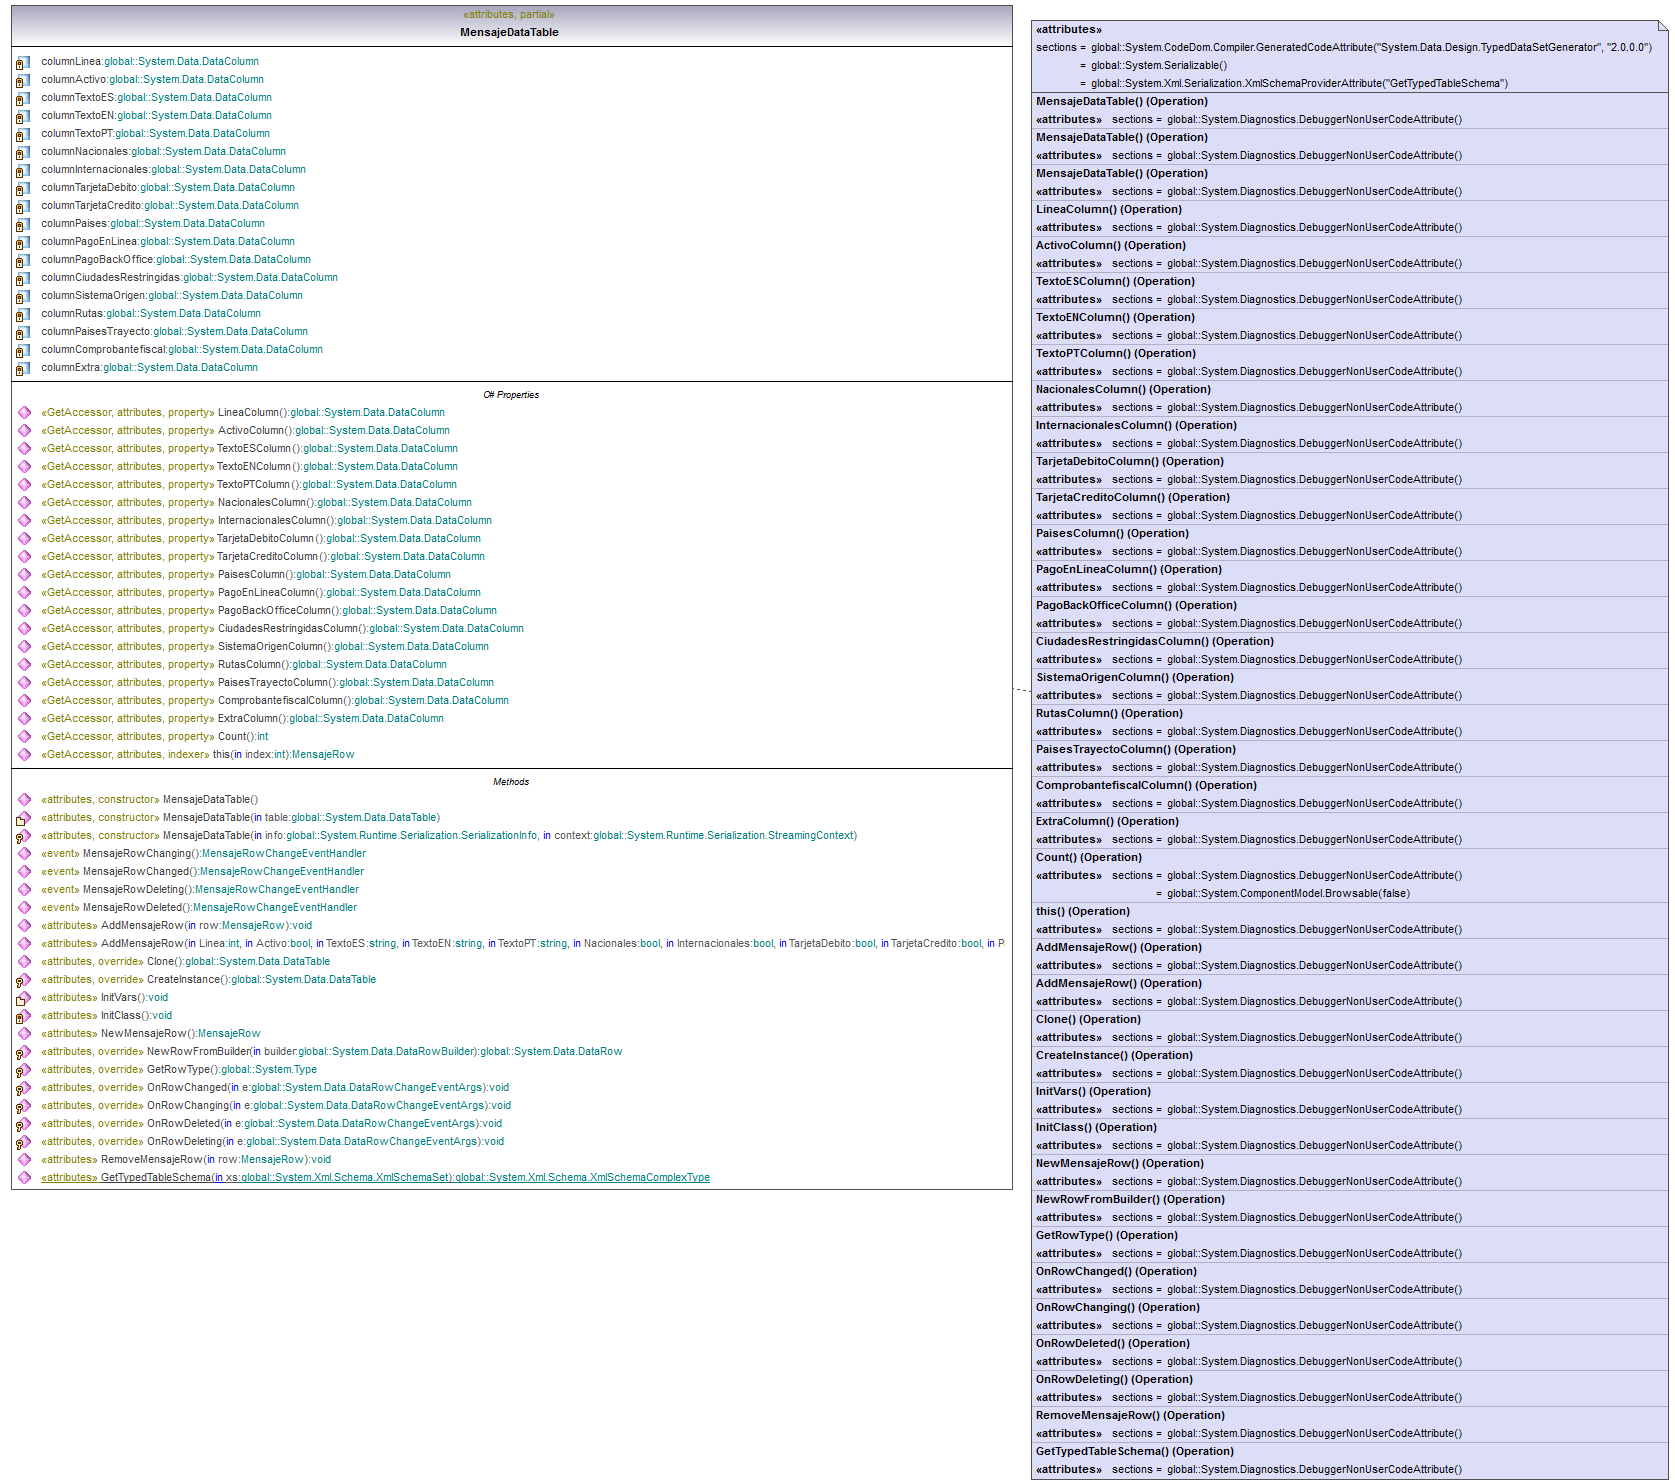 «attributes, partial»
MensajeDataTable
columnLinea:global::System.Data.DataColumn
columnActivo:global::System.Data.DataColumn
columnTextoES:global::System.Data.DataColumn
columnTextoEN:global::System.Data.DataColumn
columnTextoPT:global::System.Data.DataColumn
columnNacionales:global::System.Data.DataColumn
columnInternacionales:global::System.Data.DataColumn
columnTarjetaDebito:global::System.Data.DataColumn
columnTarjetaCredito:global::System.Data.DataColumn
columnPaises:global::System.Data.DataColumn
columnPagoEnLinea:global::System.Data.DataColumn
columnPagoBackOffice:global::System.Data.DataColumn
columnCiudadesRestringidas:global::System.Data.DataColumn
columnSistemaOrigen:global::System.Data.DataColumn
columnRutas:global::System.Data.DataColumn
columnPaisesTrayecto:global::System.Data.DataColumn
columnComprobantefiscal:global::System.Data.DataColumn
columnExtra:global::System.Data.DataColumn
C# Properties
«GetAccessor, attributes, property» LineaColumn():global::System.Data.DataColumn
«GetAccessor, attributes, property» ActivoColumn():global::System.Data.DataColumn
«GetAccessor, attributes, property» TextoESColumn():global::System.Data.DataColumn
«GetAccessor, attributes, property» TextoENColumn():global::System.Data.DataColumn
«GetAccessor, attributes, property» TextoPTColumn():global::System.Data.DataColumn
«GetAccessor, attributes, property» NacionalesColumn():global::System.Data.DataColumn
«GetAccessor, attributes, property» InternacionalesColumn():global::System.Data.DataColumn
«GetAccessor, attributes, property» TarjetaDebitoColumn():global::System.Data.DataColumn
«GetAccessor, attributes, property» TarjetaCreditoColumn():global::System.Data.DataColumn
«GetAccessor, attributes, property» PaisesColumn():global::System.Data.DataColumn
«GetAccessor, attributes, property» PagoEnLineaColumn():global::System.Data.DataColumn
«GetAccessor, attributes, property» PagoBackOfficeColumn():global::System.Data.DataColumn
«GetAccessor, attributes, property» CiudadesRestringidasColumn():global::System.Data.DataColumn
«GetAccessor, attributes, property» SistemaOrigenColumn():global::System.Data.DataColumn
«GetAccessor, attributes, property» RutasColumn():global::System.Data.DataColumn
«GetAccessor, attributes, property» PaisesTrayectoColumn():global::System.Data.DataColumn
«GetAccessor, attributes, property» ComprobantefiscalColumn():global::System.Data.DataColumn
«GetAccessor, attributes, property» ExtraColumn():global::System.Data.DataColumn
«GetAccessor, attributes, property» Count():int
«GetAccessor, attributes, indexer» this(in index:int):MensajeRow
Methods
«attributes, constructor» MensajeDataTable()
«attributes, constructor» MensajeDataTable(in table:global::System.Data.DataTable)
«attributes, constructor» MensajeDataTable(in info:global::System.Runtime.Serialization.SerializationInfo, in context:global::System.Runtime.Serialization.StreamingContext)
«event» MensajeRowChanging():MensajeRowChangeEventHandler
«event» MensajeRowChanged():MensajeRowChangeEventHandler
«event» MensajeRowDeleting():MensajeRowChangeEventHandler
«event» MensajeRowDeleted():MensajeRowChangeEventHandler
«attributes» AddMensajeRow(in row:MensajeRow):void
«attributes» AddMensajeRow(in Linea:int, in Activo:bool, in TextoES:string, in TextoEN:string, in TextoPT:string, in Nacionales:bool, in Internacionales:bool, in TarjetaDebito:bool, in TarjetaCredito:bool, in P
«attributes, override» Clone():global::System.Data.DataTable
«attributes, override» CreateInstance():global::System.Data.DataTable
«attributes» InitVars():void
«attributes» InitClass():void
«attributes» NewMensajeRow():MensajeRow
«attributes, override» NewRowFromBuilder(in builder:global::System.Data.DataRowBuilder):global::System.Data.DataRow
«attributes, override» GetRowType():global::System.Type
«attributes, override» OnRowChanged(in e:global::System.Data.DataRowChangeEventArgs):void
«attributes, override» OnRowChanging(in e:global::System.Data.DataRowChangeEventArgs):void
«attributes, override» OnRowDeleted(in e:global::System.Data.DataRowChangeEventArgs):void
«attributes, override» OnRowDeleting(in e:global::System.Data.DataRowChangeEventArgs):void
«attributes» RemoveMensajeRow(in row:MensajeRow):void
«attributes» GetTypedTableSchema(in xs:global::System.Xml.Schema.XmlSchemaSet):global::System.Xml.Schema.XmlSchemaComplexType
«attributes»
sections = global::System.CodeDom.Compiler.GeneratedCodeAttribute("System.Data.Design.TypedDataSetGenerator", "2.0.0.0")
= global::System.Serializable()
= global::System.Xml.Serialization.XmlSchemaProviderAttribute("GetTypedTableSchema")
MensajeDataTable() (Operation)
«attributes» sections = global::System.Diagnostics.DebuggerNonUserCodeAttribute()
MensajeDataTable() (Operation)
«attributes» sections = global::System.Diagnostics.DebuggerNonUserCodeAttribute()
MensajeDataTable() (Operation)
«attributes» sections = global::System.Diagnostics.DebuggerNonUserCodeAttribute()
LineaColumn() (Operation)
«attributes» sections = global::System.Diagnostics.DebuggerNonUserCodeAttribute()
ActivoColumn() (Operation)
«attributes» sections = global::System.Diagnostics.DebuggerNonUserCodeAttribute()
TextoESColumn() (Operation)
«attributes» sections = global::System.Diagnostics.DebuggerNonUserCodeAttribute()
TextoENColumn() (Operation)
«attributes» sections = global::System.Diagnostics.DebuggerNonUserCodeAttribute()
TextoPTColumn() (Operation)
«attributes» sections = global::System.Diagnostics.DebuggerNonUserCodeAttribute()
NacionalesColumn() (Operation)
«attributes» sections = global::System.Diagnostics.DebuggerNonUserCodeAttribute()
InternacionalesColumn() (Operation)
«attributes» sections = global::System.Diagnostics.DebuggerNonUserCodeAttribute()
TarjetaDebitoColumn() (Operation)
«attributes» sections = global::System.Diagnostics.DebuggerNonUserCodeAttribute()
TarjetaCreditoColumn() (Operation)
«attributes» sections = global::System.Diagnostics.DebuggerNonUserCodeAttribute()
PaisesColumn() (Operation)
«attributes» sections = global::System.Diagnostics.DebuggerNonUserCodeAttribute()
PagoEnLineaColumn() (Operation)
«attributes» sections = global::System.Diagnostics.DebuggerNonUserCodeAttribute()
PagoBackOfficeColumn() (Operation)
«attributes» sections = global::System.Diagnostics.DebuggerNonUserCodeAttribute()
CiudadesRestringidasColumn() (Operation)
«attributes» sections = global::System.Diagnostics.DebuggerNonUserCodeAttribute()
SistemaOrigenColumn() (Operation)
«attributes» sections = global::System.Diagnostics.DebuggerNonUserCodeAttribute()
RutasColumn() (Operation)
«attributes» sections = global::System.Diagnostics.DebuggerNonUserCodeAttribute()
PaisesTrayectoColumn() (Operation)
«attributes» sections = global::System.Diagnostics.DebuggerNonUserCodeAttribute()
ComprobantefiscalColumn() (Operation)
«attributes» sections = global::System.Diagnostics.DebuggerNonUserCodeAttribute()
ExtraColumn() (Operation)
«attributes» sections = global::System.Diagnostics.DebuggerNonUserCodeAttribute()
Count() (Operation)
«attributes» sections = global::System.Diagnostics.DebuggerNonUserCodeAttribute()
= global::System.ComponentModel.Browsable(false)
this() (Operation)
«attributes» sections = global::System.Diagnostics.DebuggerNonUserCodeAttribute()
AddMensajeRow() (Operation)
«attributes» sections = global::System.Diagnostics.DebuggerNonUserCodeAttribute()
AddMensajeRow() (Operation)
«attributes» sections = global::System.Diagnostics.DebuggerNonUserCodeAttribute()
Clone() (Operation)
«attributes» sections = global::System.Diagnostics.DebuggerNonUserCodeAttribute()
CreateInstance() (Operation)
«attributes» sections = global::System.Diagnostics.DebuggerNonUserCodeAttribute()
InitVars() (Operation)
«attributes» sections = global::System.Diagnostics.DebuggerNonUserCodeAttribute()
InitClass() (Operation)
«attributes» sections = global::System.Diagnostics.DebuggerNonUserCodeAttribute()
NewMensajeRow() (Operation)
«attributes» sections = global::System.Diagnostics.DebuggerNonUserCodeAttribute()
NewRowFromBuilder() (Operation)
«attributes» sections = global::System.Diagnostics.DebuggerNonUserCodeAttribute()
GetRowType() (Operation)
«attributes» sections = global::System.Diagnostics.DebuggerNonUserCodeAttribute()
OnRowChanged() (Operation)
«attributes» sections = global::System.Diagnostics.DebuggerNonUserCodeAttribute()
OnRowChanging() (Operation)
«attributes» sections = global::System.Diagnostics.DebuggerNonUserCodeAttribute()
OnRowDeleted() (Operation)
«attributes» sections = global::System.Diagnostics.DebuggerNonUserCodeAttribute()
OnRowDeleting() (Operation)
«attributes» sections = global::System.Diagnostics.DebuggerNonUserCodeAttribute()
RemoveMensajeRow() (Operation)
«attributes» sections = global::System.Diagnostics.DebuggerNonUserCodeAttribute()
GetTypedTableSchema() (Operation)
«attributes» sections = global::System.Diagnostics.DebuggerNonUserCodeAttribute()